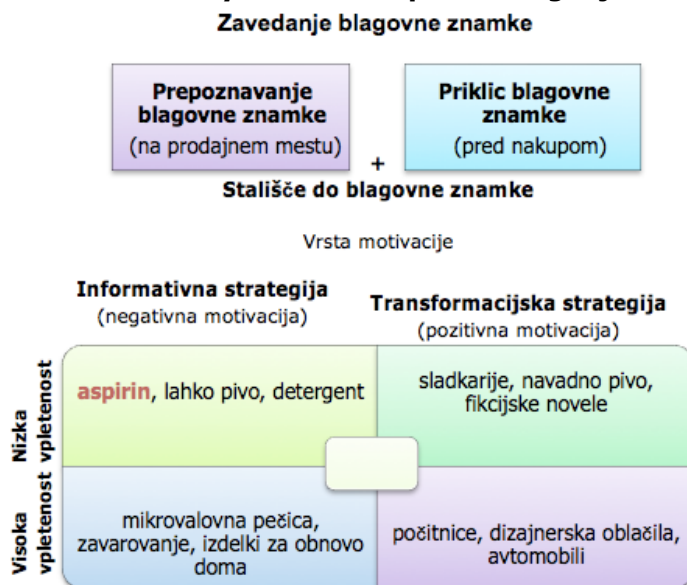 Zavedanje blagovne znamke
Prepoznavanje
blagovne znamke
(na prodajnem mestu)
+
Priklic blagovne
znamke
(pred nakupom)
Stališče do blagovne znamke
Vrsta motivacije
Informativna strategija
(negativna motivacija)
Transformacijska strategija
(pozitivna motivacija)
Nizka
vpletenost
aspirin, lahko pivo, detergent
sladkarije, navadno pivo,
fikcijske novele
Visoka
vpletenost
mikrovalovna pečica,
zavarovanje, izdelki za obnovo
doma
počitnice, dizajnerska oblačila,
avtomobili